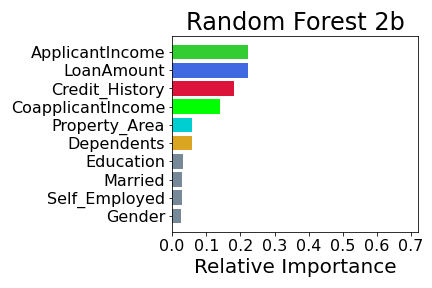 Random Forest 2b
ApplicantIncome
LoanAmount
Credit_History
CoapplicantIncome
Property_Area
Dependents
Education
Married
Self_Employed
Gender
0.0 0.1 0.2 0.3 0.4 0.5 0.6 0.7
Relative Importance